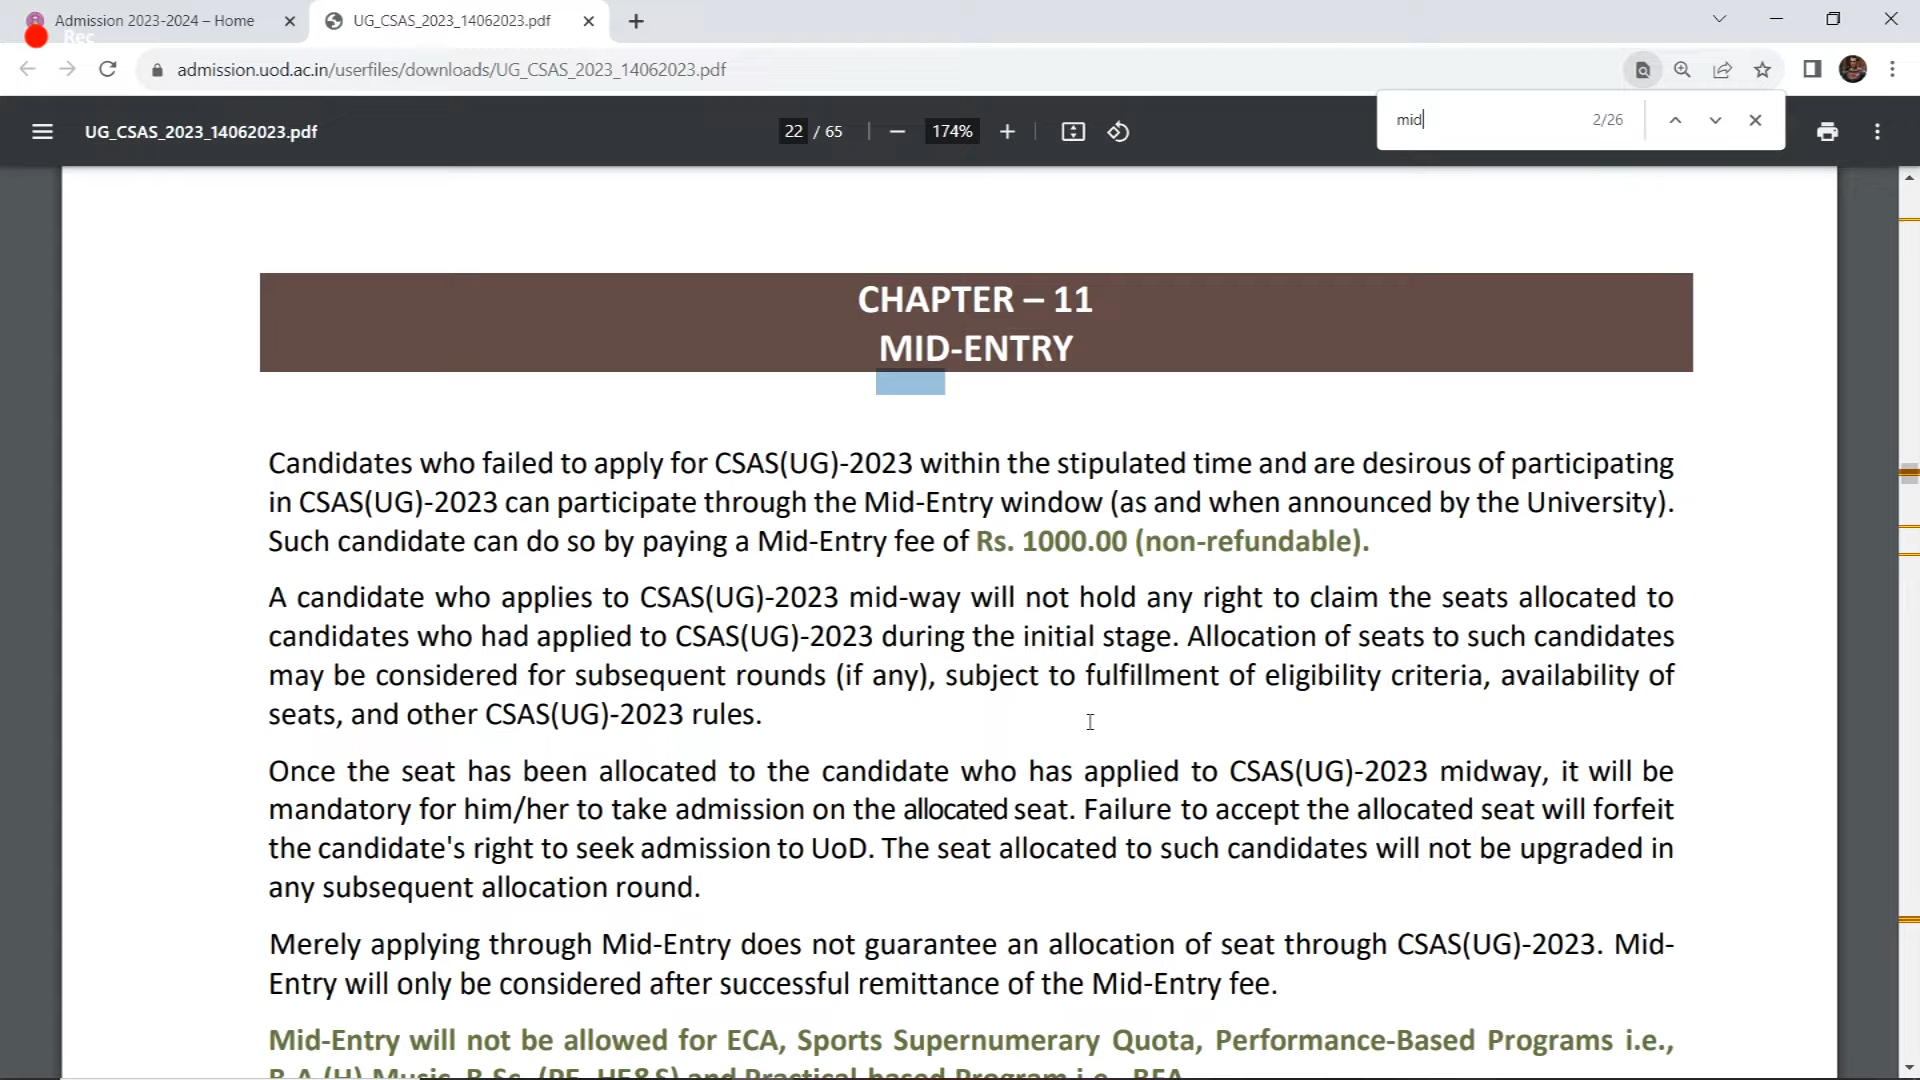 Admission 2023-2024 – Home
UG_CSAS_2023_14062023.pdf
Rec
admission.uod.ac.in/userfiles/downloads/UG_CSAS_2023_14062023.pdf
mid
2/26
UG_CSAS_2023_14062023.pdf
22 / 65
174%
CHAPTER – 11
MID-ENTRY
Candidates who failed to apply for CSAS(UG)-2023 within the stipulated time and are desirous of participating
in CSAS(UG)-2023 can participate through the Mid-Entry window (as and when announced by the University).
Such candidate can do so by paying a Mid-Entry fee of Rs. 1000.00 (non-refundable).
A candidate who applies to CSAS(UG)-2023 mid-way will not hold any right to claim the seats allocated to
candidates who had applied to CSAS(UG)-2023 during the initial stage. Allocation of seats to such candidates
may be considered for subsequent rounds (if any), subject to fulfillment of eligibility criteria, availability of
seats, and other CSAS(UG)-2023 rules.
Once the seat has been allocated to the candidate who has applied to CSAS(UG)-2023 midway, it will be
mandatory for him/her to take admission on the allocated seat. Failure to accept the allocated seat will forfeit
the candidate's right to seek admission to UoD. The seat allocated to such candidates will not be upgraded in
any subsequent allocation round.
Merely applying through Mid-Entry does not guarantee an allocation of seat through CSAS(UG)-2023. Mid-
Entry will only be considered after successful remittance of the Mid-Entry fee.
Mid-Entry will not be allowed for ECA, Sports Supernumerary Quota, Performance-Based Programs i.e.,
B.A.(H) Music, B.Sc. (PE, HE&S) and Practical-based Program i.e., BFA